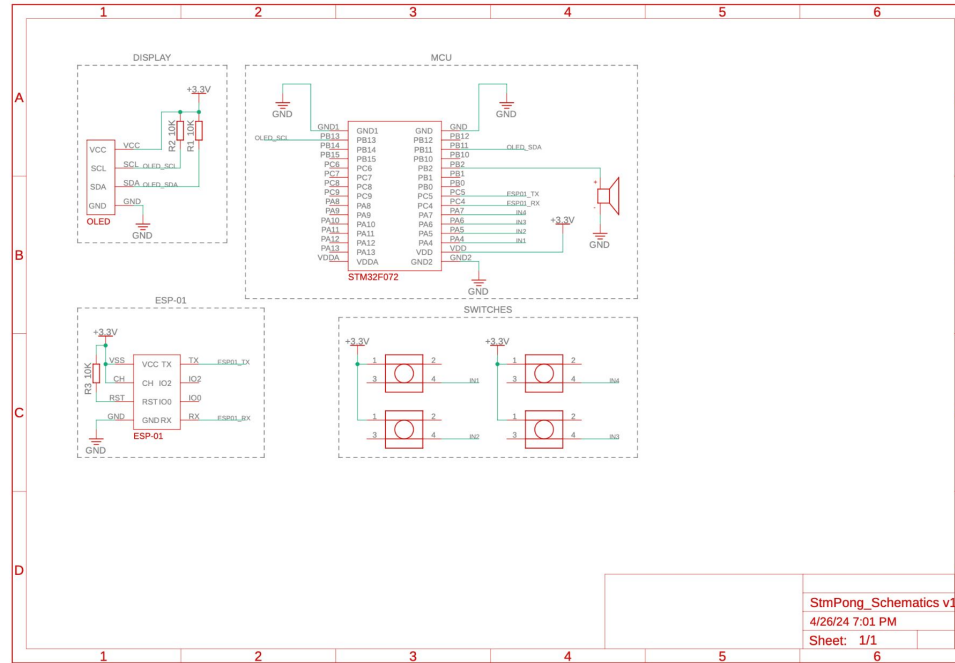 1 2 3 4 5 6
A
B
C
D
DISPLAY
+3.3V
R2 10K
R1 10K
VCC VCC
SCL SCL OLED_SCL
SDA SDA OLED_SDA
GND GND
OLED
GND
MCU
GND
GND
GND1 GND1 GND GND
OLED_SCL PB13 PB13 PB12 PB12
PB14 PB14 PB11 PB11 OLED_SDA
PB15 PB15 PB10 PB10
PC6 PC6 PB2 PB2
PC7 PC7 PB1 PB1
PC8 PC8 PB0 PB0
PC9 PC9 PC5 PC5 ESP01_TX
PA8 PA8 PC4 PC4 ESP01_RX
PA9 PA9 PA7 PA7 IN4
PA10 PA10 PA6 PA6 IN3
PA11 PA11 PA5 PA5 IN2
PA12 PA12 PA4 PA4 IN1
PA13 PA13 VDD VDD
VDDA VDDA GND2 GND2
STM32F072
+3.3V
+
-
GND
GND
ESP-01
+3.3V
R3 10K
VSS VCC TX TX ESP01_TX
CH CH IO2 IO2
RST RST IO0 IO0
GND GND RX RX ESP01_RX
ESP-01
GND
SWITCHES
+3.3V +3.3V
1 2 1 2
3 4 IN1 3 4 IN4
1 2 1 2
3 4 IN2 3 4 IN3
StmPong_Schematics v1
4/26/24 7:01 PM
Sheet: 1/1
1 2 3 4 5 6